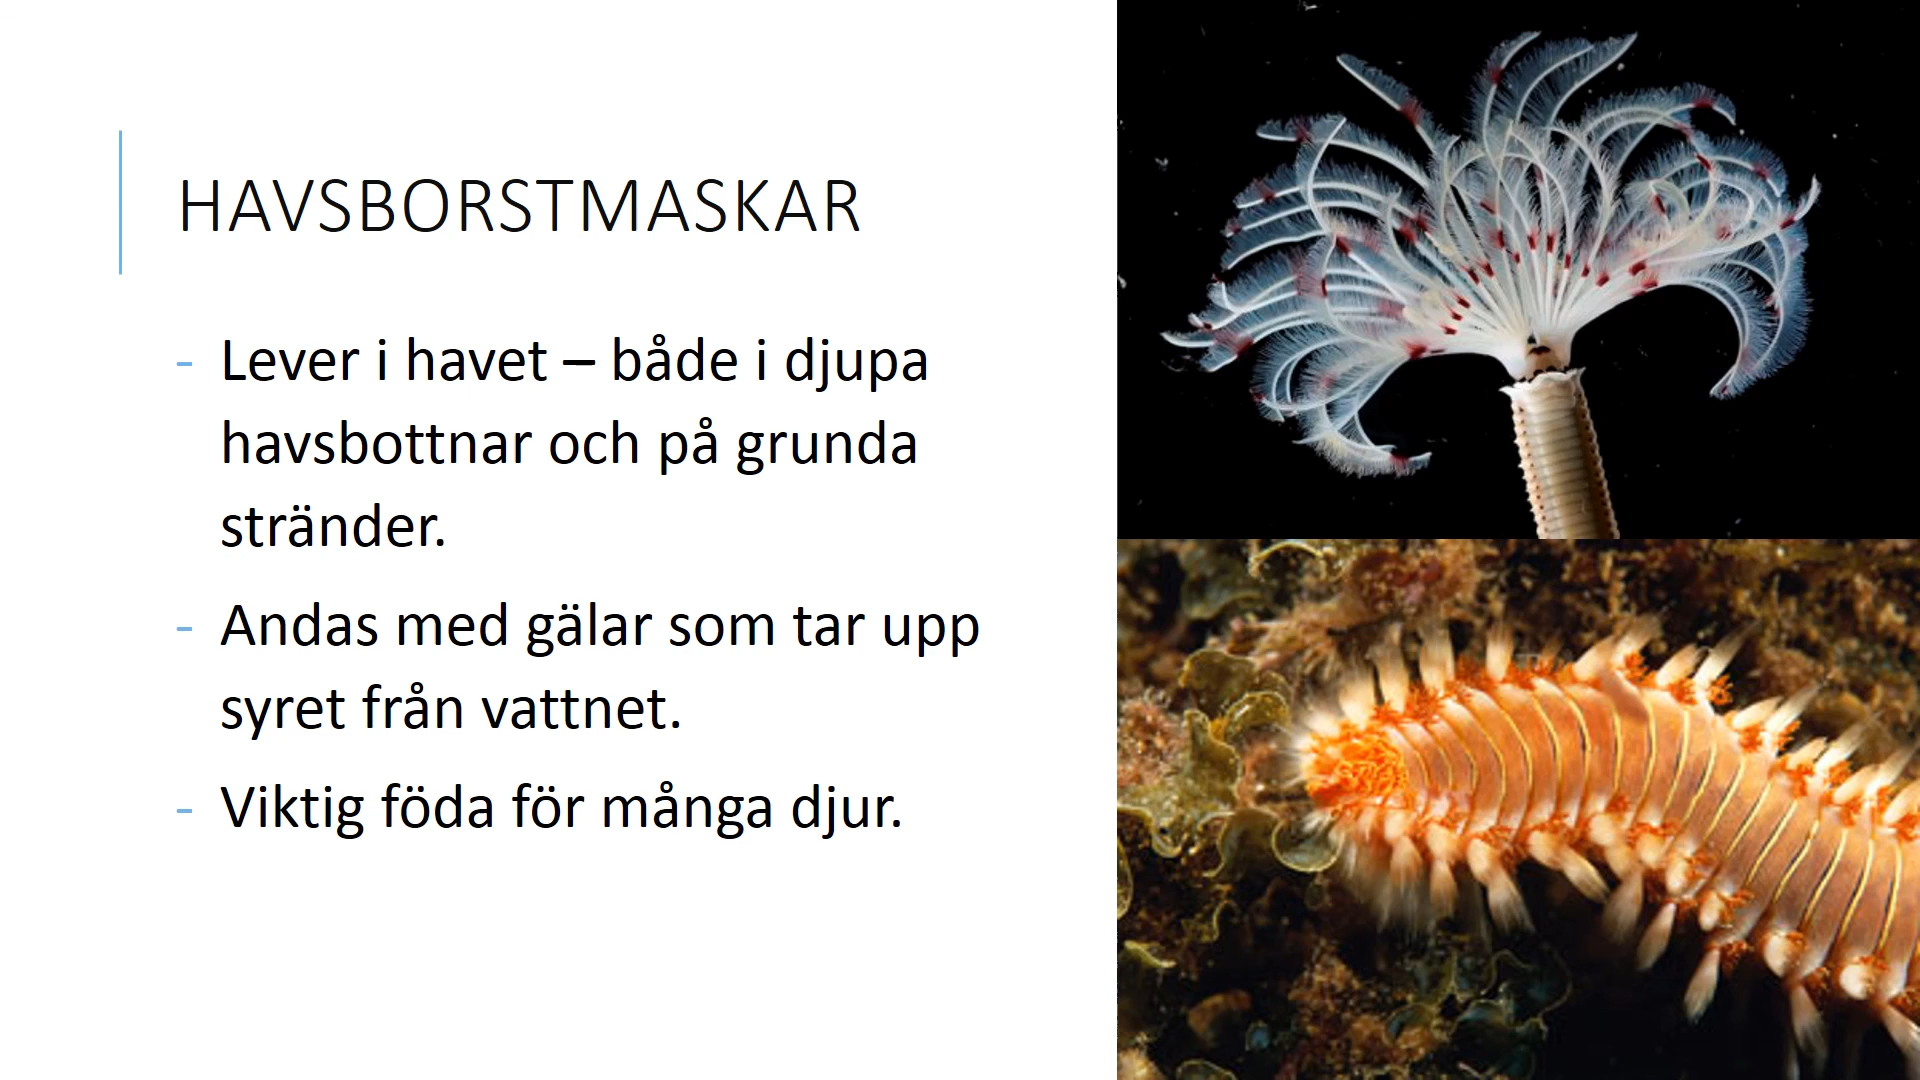 HAVSBORSTMASKAR
- Lever i havet – både i djupa
havsbottnar och på grunda
stränder.
- Andas med gälar som tar upp
syret från vattnet.
- Viktig föda för många djur.